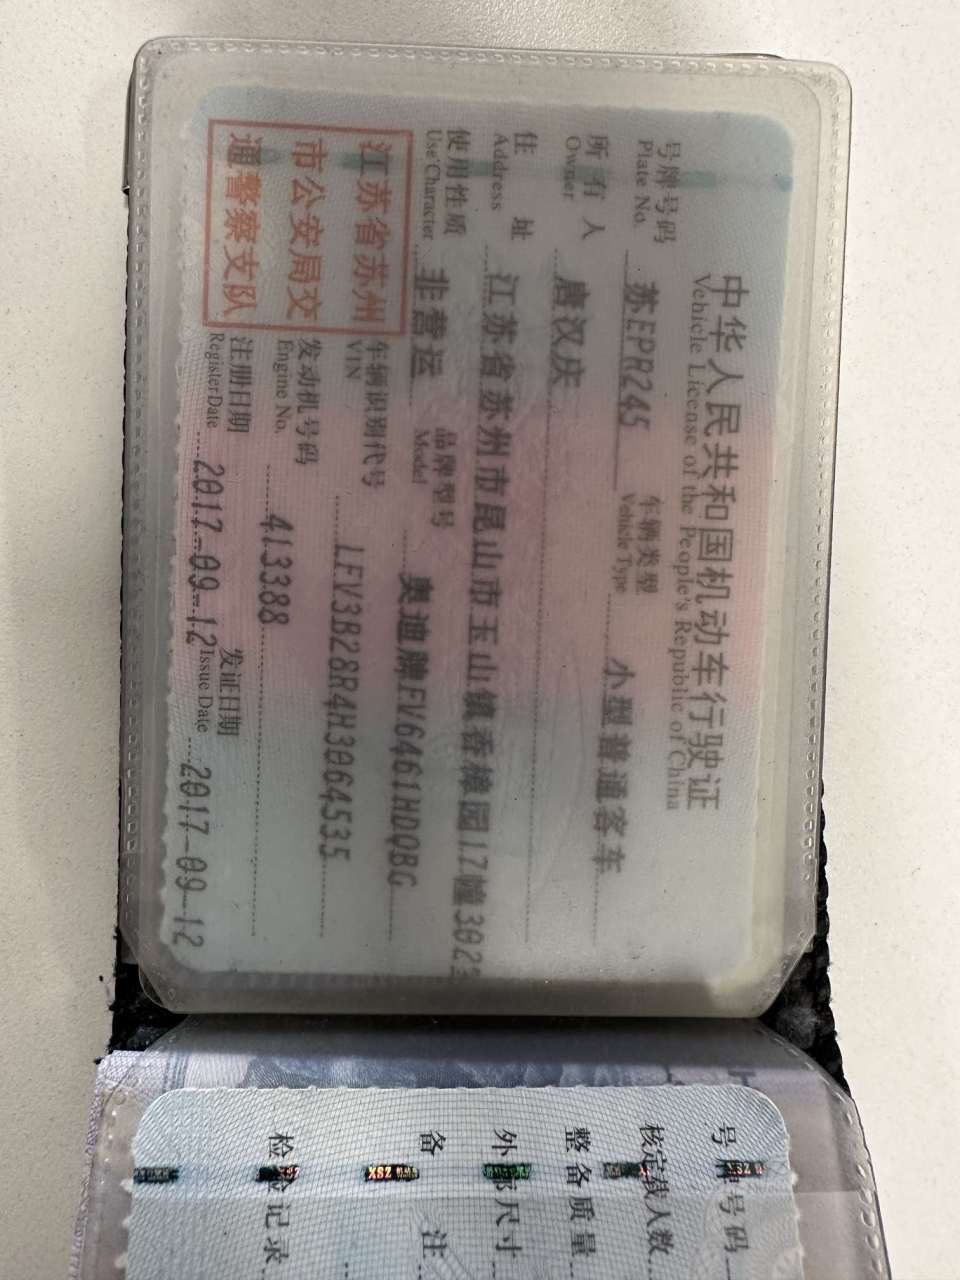 中华人民共和国机动车行驶证
Vehicle License of the People's Republic of China
号牌号码 苏EPR245 车辆类型 小型普通客车
Plate No. Vehicle Type
所有人 唐汉庆
Owner
住址 江苏省苏州市昆山市玉山镇香橼园17幢302
Address
使用性质 非营运 品牌型号 奥迪牌FV6461HDQBG
Use Character Model
江苏省苏州
市公安局交
通警察支队
车辆识别代号 LFV3B28R4H3064535
VIN
发动机号码 413388
Engine No.
注册日期 2017-09-12 发证日期 2017-09-12
Register Date Issue Date
号牌号码
核定载人数
整备质量
外部尺寸
备注
检验记录